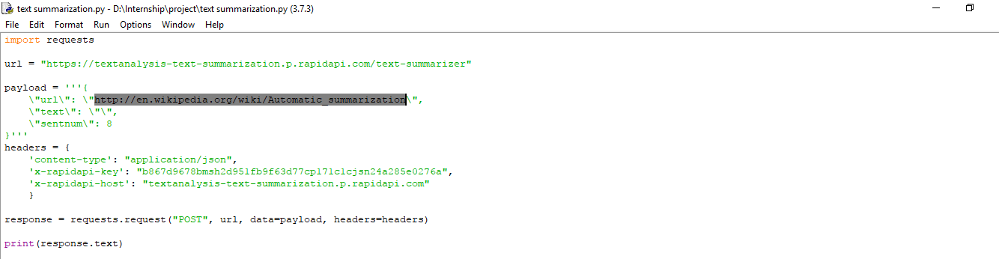 text summarization.py - D:\Internship\project\text summarization.py (3.7.3)
File Edit Format Run Options Window Help
import requests
url = "https://textanalysis-text-summarization.p.rapidapi.com/text-summarizer"
payload = '''{
    \"url\": \"http://en.wikipedia.org/wiki/Automatic_summarization\",
    \"text\": \"\",
    \"sentnum\": 8
}'''
headers = {
    'content-type': "application/json",
    'x-rapidapi-key': "b867d9678bmsh2d951fb9f63d77cp171c1cjsn24a285e0276a",
    'x-rapidapi-host': "textanalysis-text-summarization.p.rapidapi.com"
    }
response = requests.request("POST", url, data=payload, headers=headers)
print(response.text)